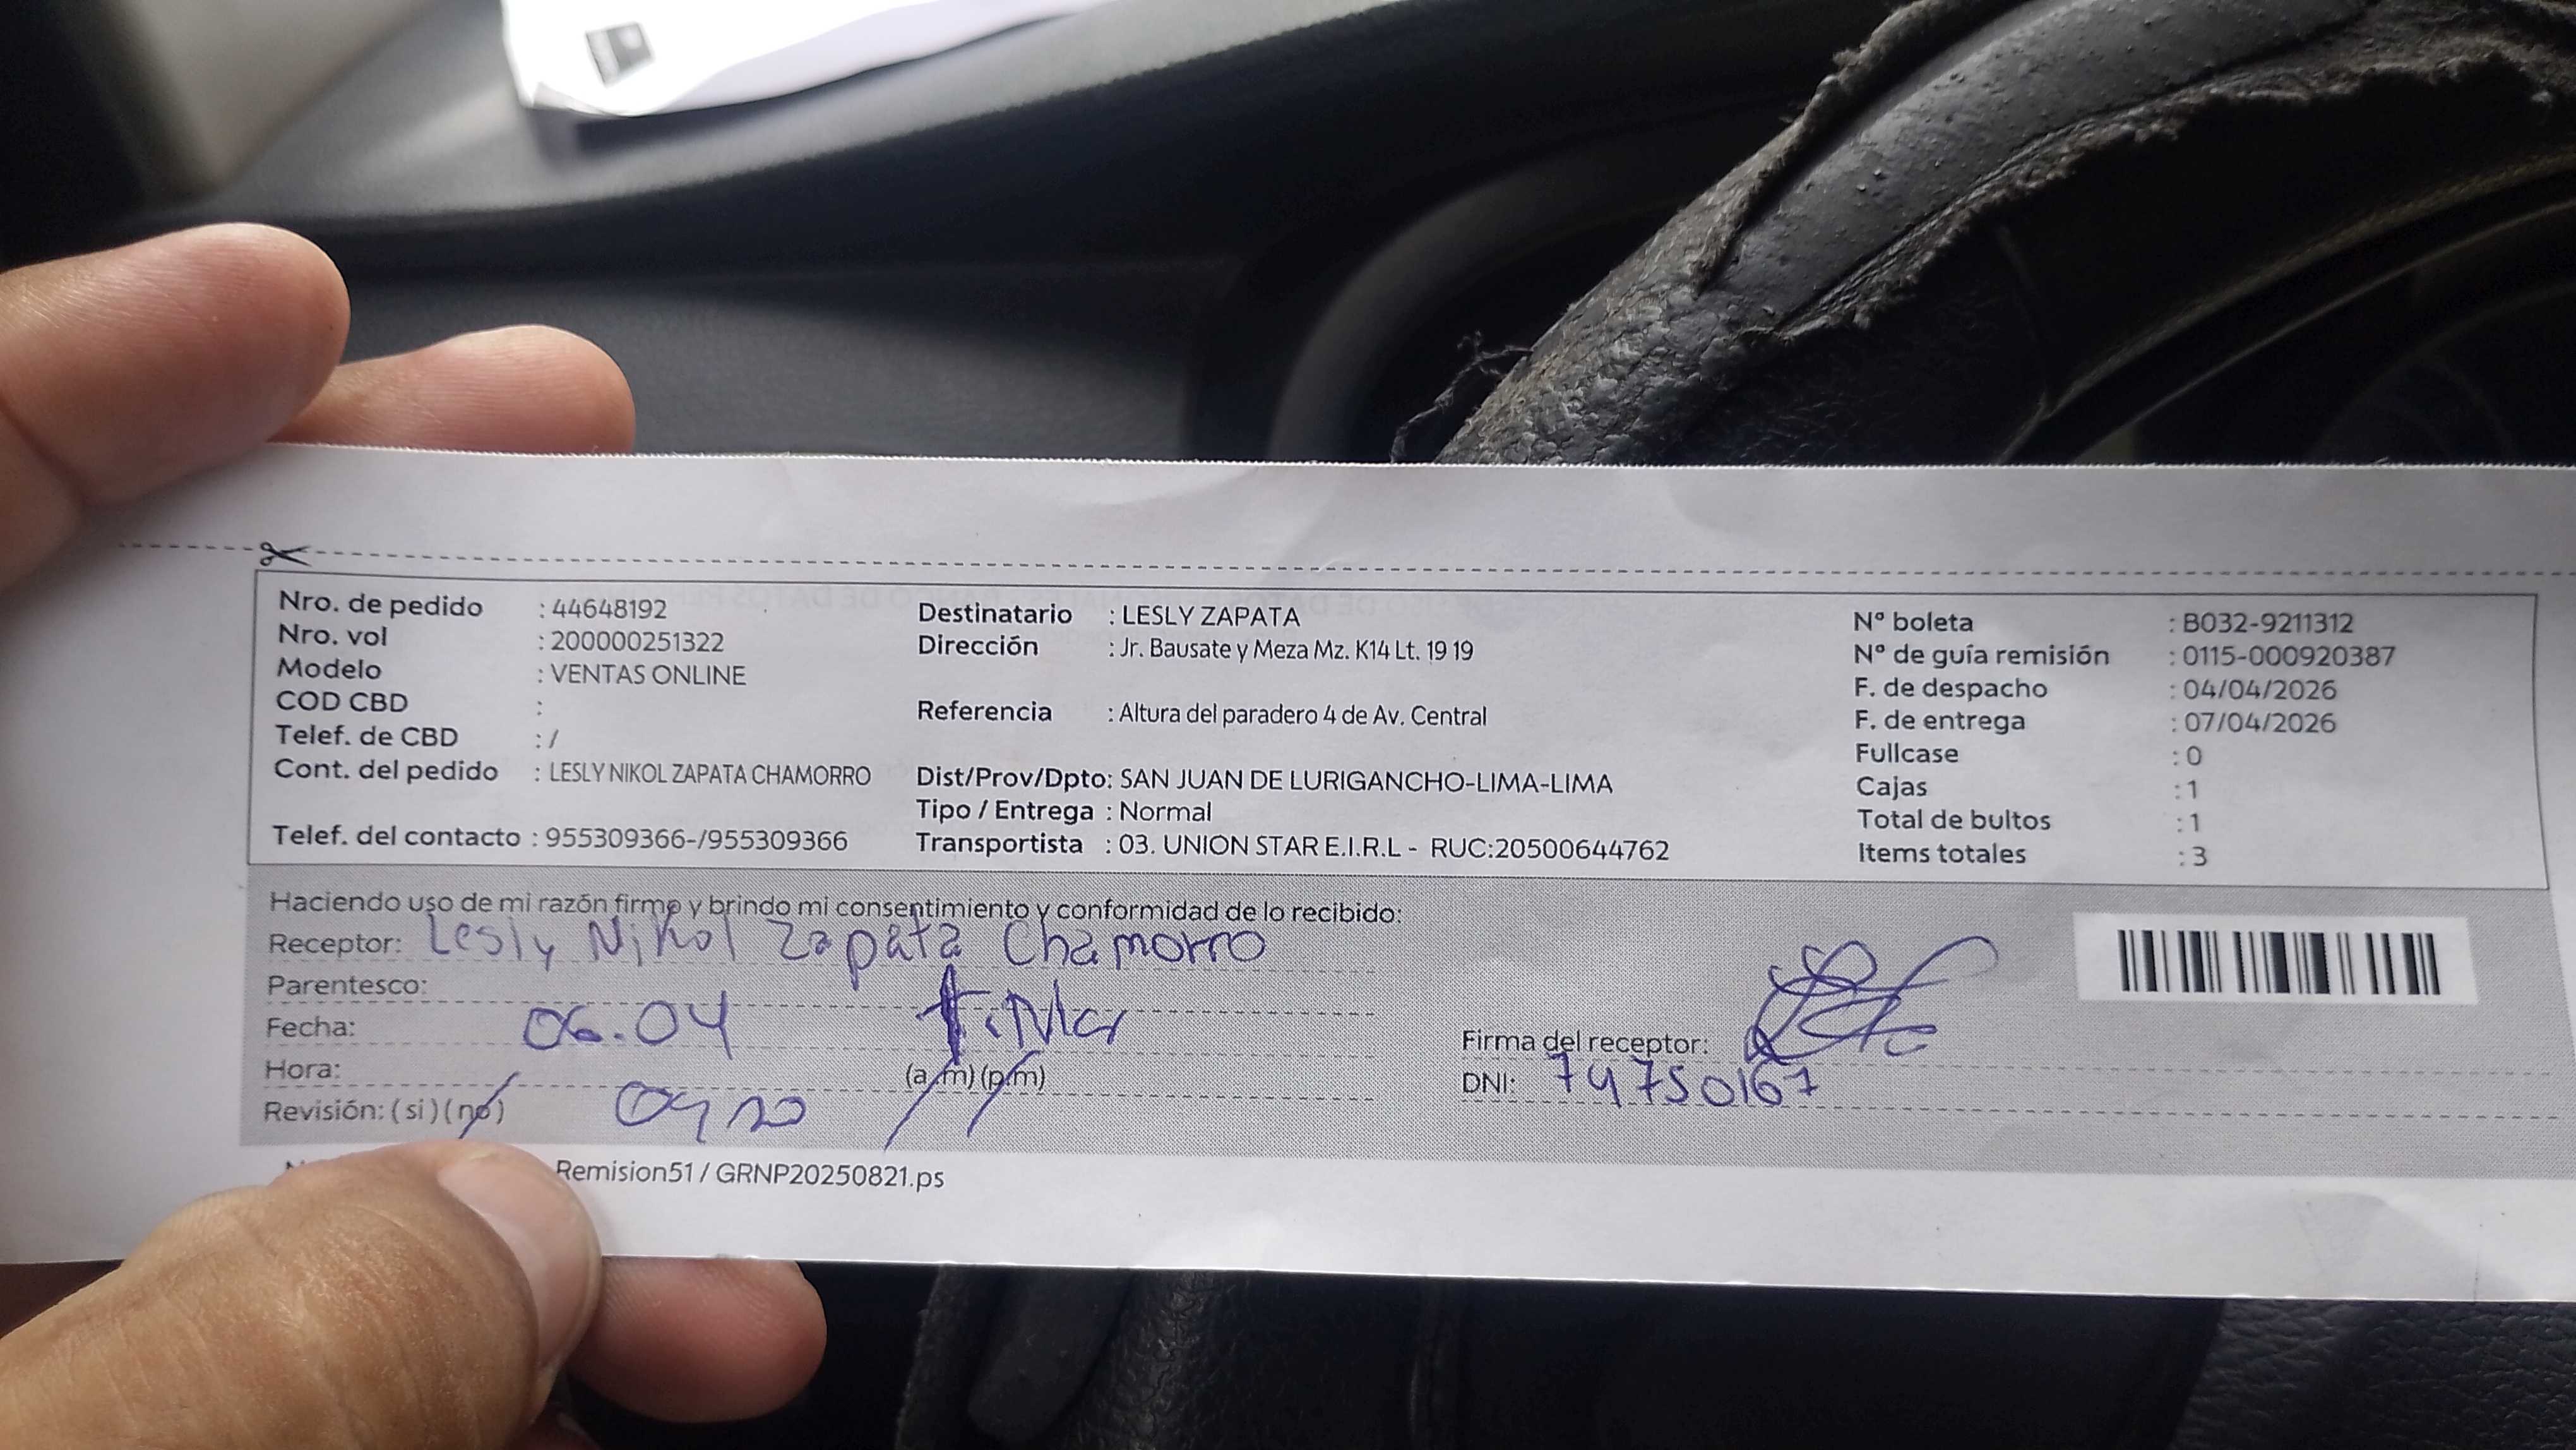 Nro. de pedido : 44648192
Nro. vol : 200000251322
Modelo : VENTAS ONLINE
COD CBD :
Telef. de CBD : /
Cont. del pedido : LESLY NIKOL ZAPATA CHAMORRO
Telef. del contacto : 955309366-/955309366
Destinatario : LESLY ZAPATA
Dirección : Jr. Bausate y Meza Mz. K14 Lt. 19 19
Referencia : Altura del paradero 4 de Av. Central
Dist/Prov/Dpto: SAN JUAN DE LURIGANCHO-LIMA-LIMA
Tipo / Entrega : Normal
Transportista : 03. UNION STAR E.I.R.L - RUC:20500644762
Nº boleta : B032-9211312
Nº de guía remisión : 0115-000920387
F. de despacho : 04/04/2026
F. de entrega : 07/04/2026
Fullcase : 0
Cajas : 1
Total de bultos : 1
Items totales : 3
Haciendo uso de mi razón firmo y brindo mi consentimiento y conformidad de lo recibido:
Receptor: Lesly Nikol Zapata Chamorro
Parentesco:
Fecha: 06.04
Hora: (a.m) (p.m)
Revisión: (si) (no)
Firma del receptor:
DNI: 74750167
Remision51 / GRNP20250821.ps